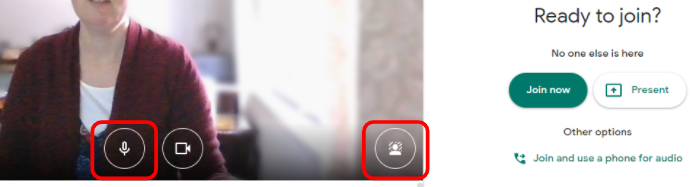 Ready to join?
No one else is here
Join now
Present
Other options
Join and use a phone for audio